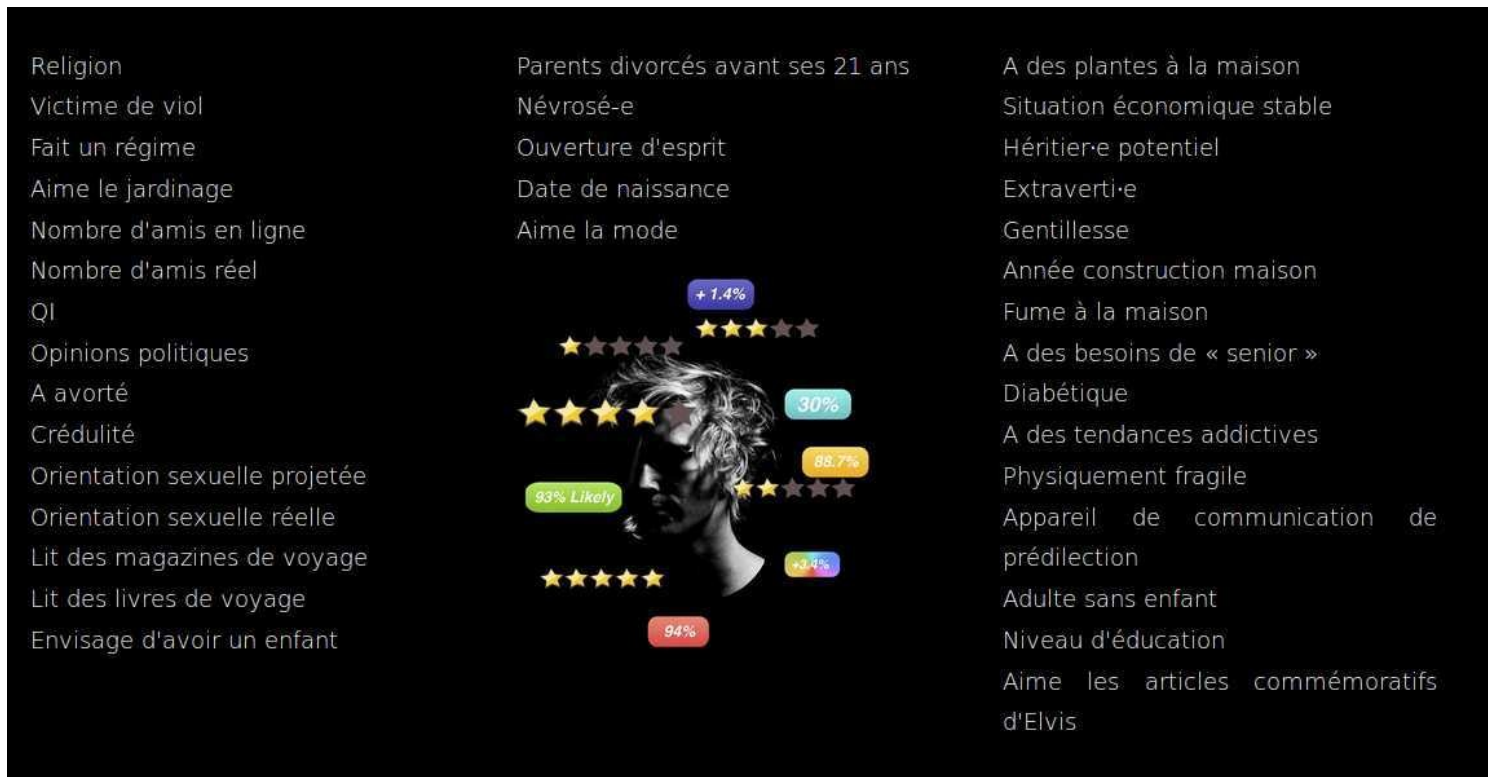 Religion
Victime de viol
Fait un régime
Aime le jardinage
Nombre d'amis en ligne
Nombre d'amis réel
QI
Opinions politiques
A avorté
Crédulité
Orientation sexuelle projetée
Orientation sexuelle réelle
Lit des magazines de voyage
Lit des livres de voyage
Envisage d'avoir un enfant
Parents divorcés avant ses 21 ans
Névrosé-e
Ouverture d'esprit
Date de naissance
Aime la mode
+ 1.4%
30%
88.7%
93% Likely
+3.4%
94%
A des plantes à la maison
Situation économique stable
Héritier·e potentiel
Extraverti·e
Gentillesse
Année construction maison
Fume à la maison
A des besoins de « senior »
Diabétique
A des tendances addictives
Physiquement fragile
Appareil de communication de
prédilection
Adulte sans enfant
Niveau d'éducation
Aime les articles commémoratifs
d'Elvis